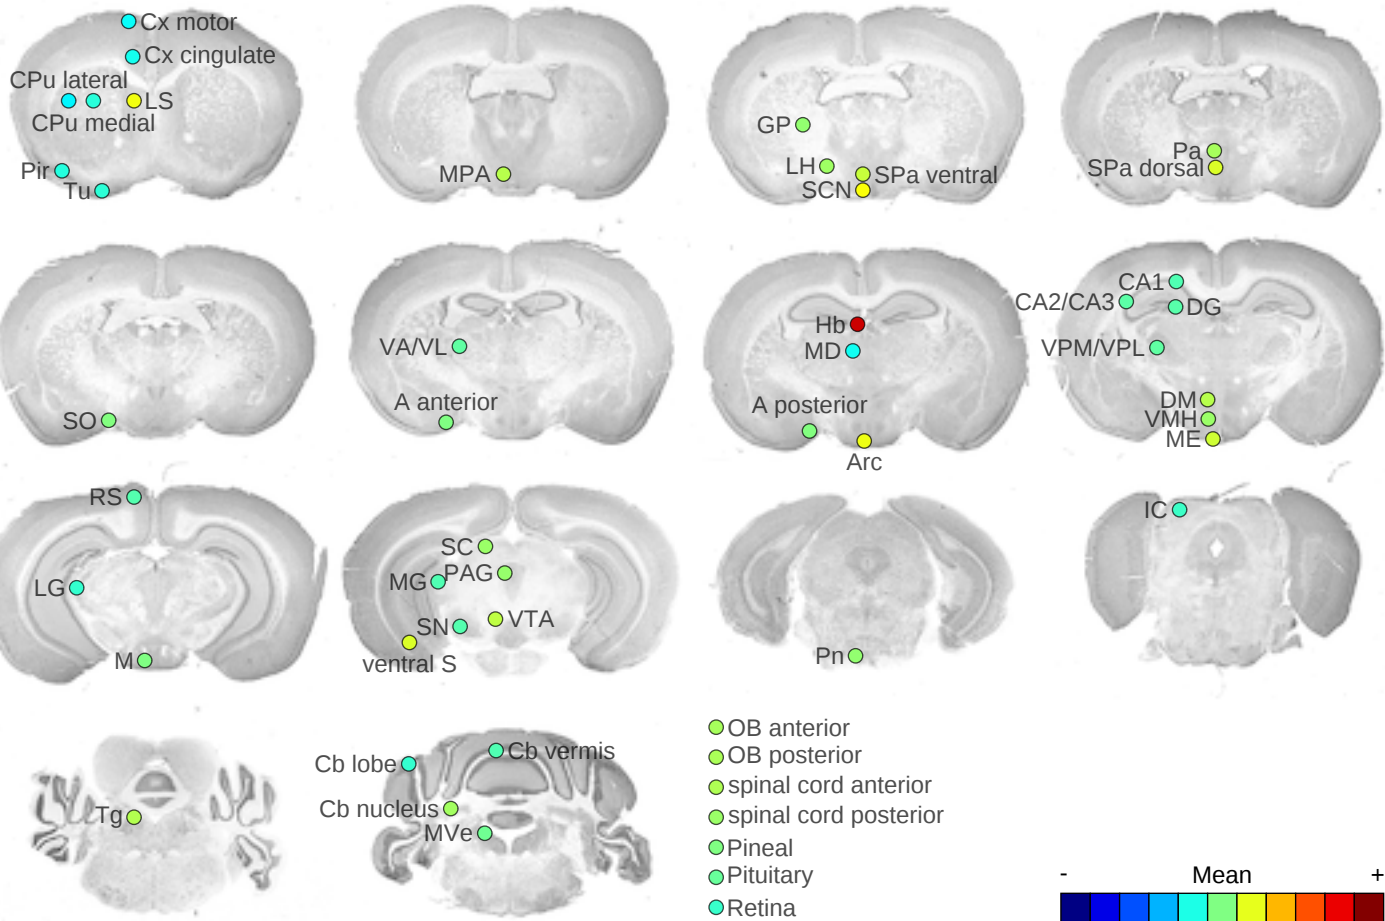 Cx motor
Cx cingulate
CPu lateral
LS
CPu medial
Pir
Tu
MPA
GP
LH
SPa ventral
SCN
Pa
SPa dorsal
SO
VA/VL
A anterior
Hb
MD
A posterior
Arc
CA1
CA2/CA3
DG
VPM/VPL
DM
VMH
ME
RS
LG
M
SC
PAG
MG
VTA
SN
ventral S
Pn
IC
Tg
Cb vermis
Cb lobe
Cb nucleus
MVe
OB anterior
OB posterior
spinal cord anterior
spinal cord posterior
Pineal
Pituitary
Retina
- Mean +